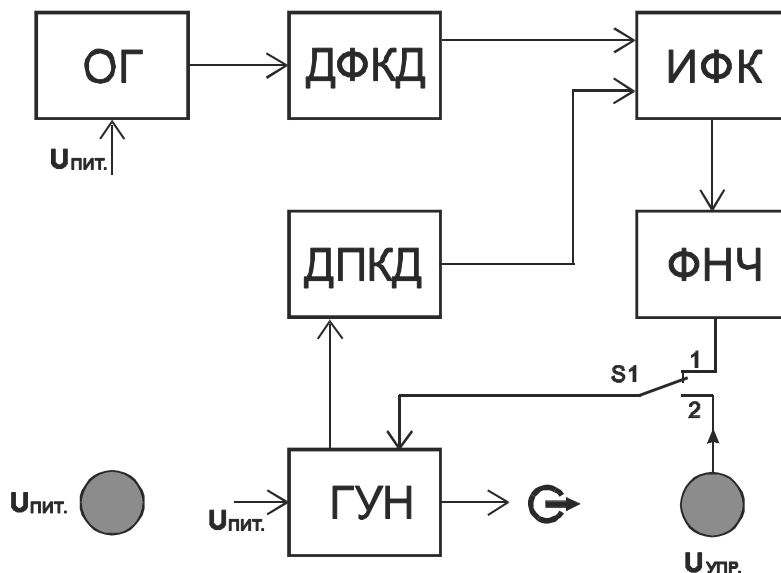 ОГ
ДФКД
ИФК
Uпит.
ДПКД
ФНЧ
S1
1
2
Uпит.
Uпит.
ГУН
Uупр.